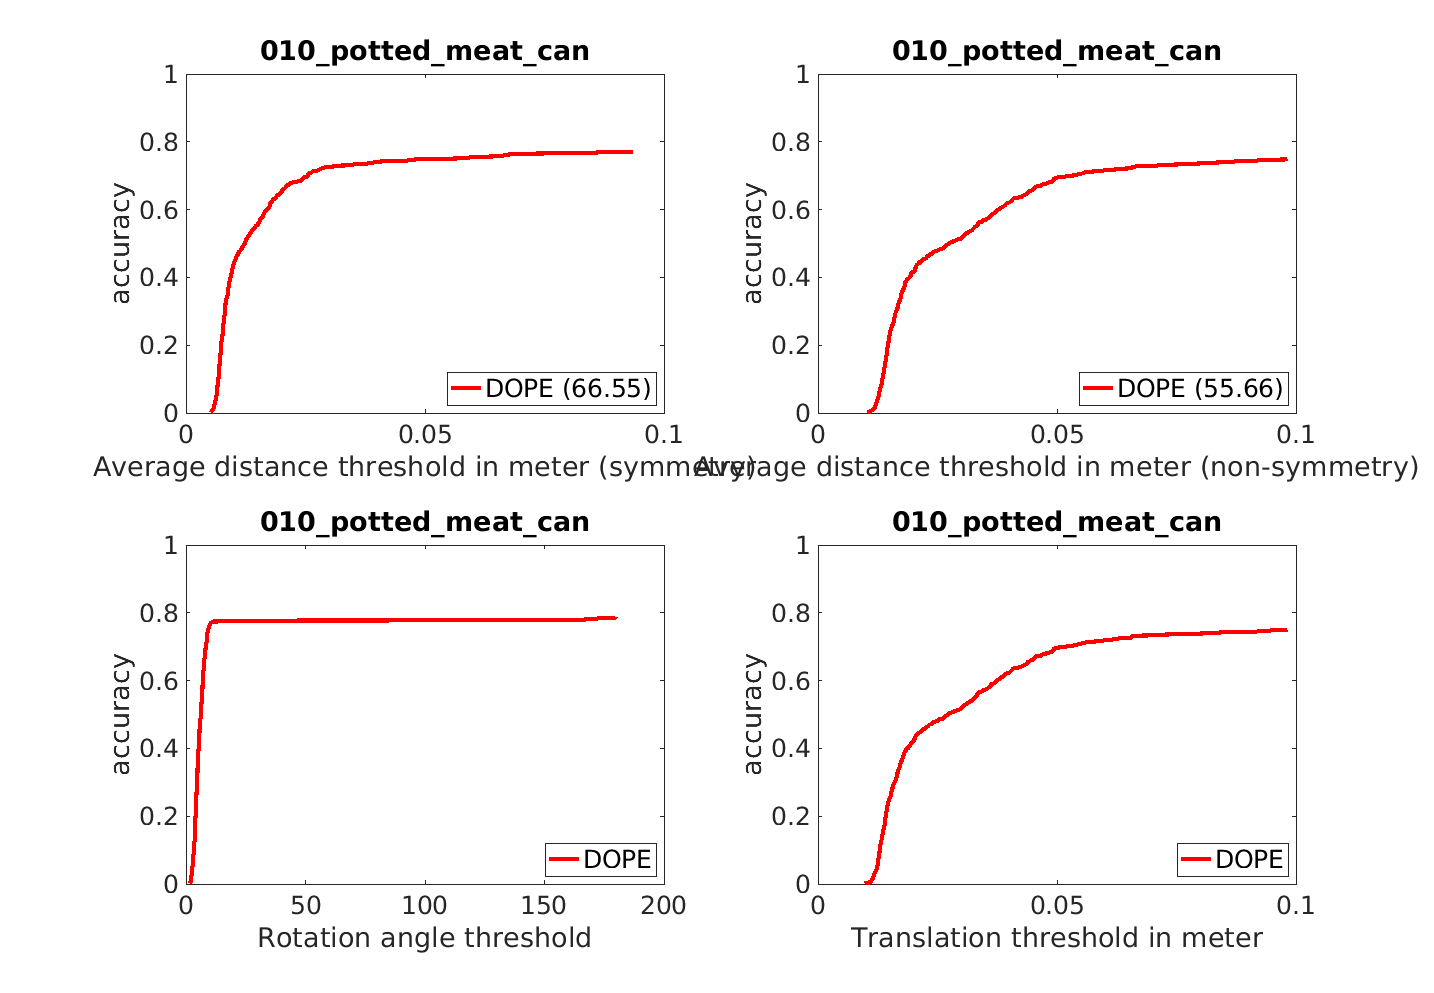 010_potted_meat_can
1
0.8
0.6
0.4
0.2
0
accuracy
DOPE (66.55)
0
0.05
0.1
Average distance threshold in meter (symmetry)
010_potted_meat_can
1
0.8
0.6
0.4
0.2
0
accuracy
DOPE (55.66)
0
0.05
0.1
Average distance threshold in meter (non-symmetry)
010_potted_meat_can
1
0.8
0.6
0.4
0.2
0
accuracy
DOPE
0
50
100
150
200
Rotation angle threshold
010_potted_meat_can
1
0.8
0.6
0.4
0.2
0
accuracy
DOPE
0
0.05
0.1
Translation threshold in meter